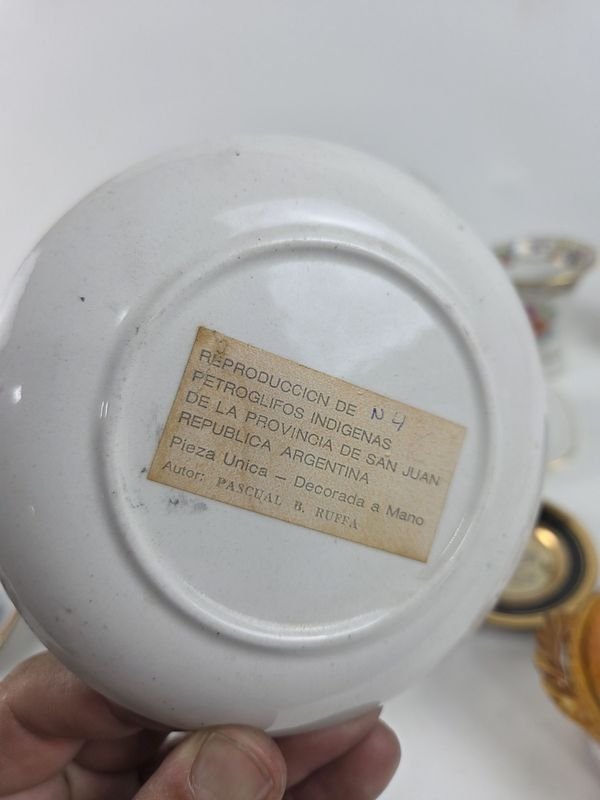 REPRODUCCION DE N 4
PETROGLIFOS INDIGENAS
DE LA PROVINCIA DE SAN JUAN
REPUBLICA ARGENTINA
Pieza Unica – Decorada a Mano
Autor: PASCUAL B. RUFFA